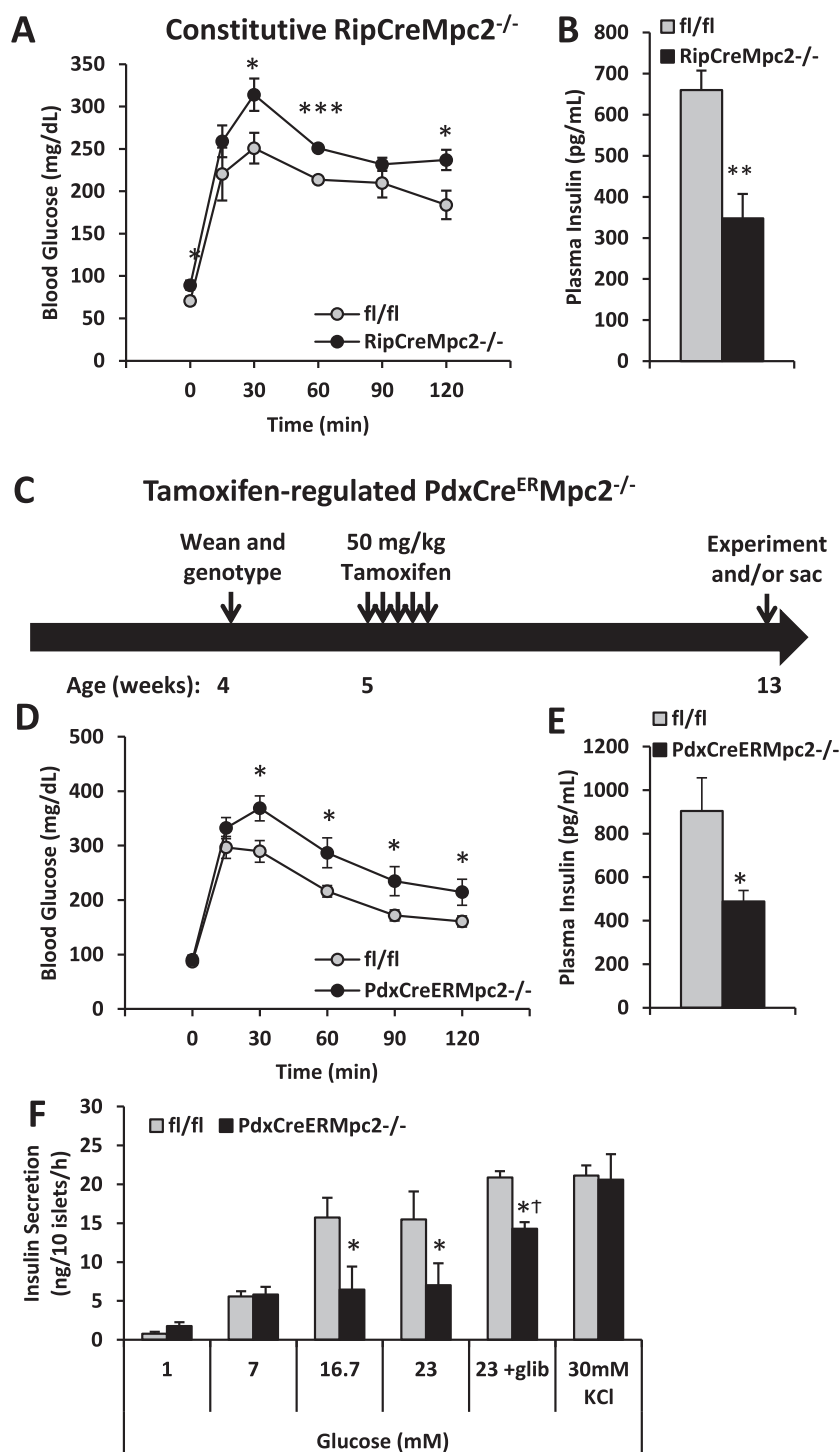 A
Constitutive RipCreMpc2-/-
Blood Glucose (mg/dL)
350
300
250
200
150
100
50
0
*
*
***
*
fl/fl
RipCreMpc2-/-
0 30 60 90 120
Time (min)
B
fl/fl
RipCreMpc2-/-
Plasma Insulin (pg/mL)
800
700
600
500
400
300
200
100
0
**
C
Tamoxifen-regulated PdxCreERMpc2-/-
Wean and
genotype
50 mg/kg
Tamoxifen
Experiment
and/or sac
Age (weeks): 4 5 13
D
Blood Glucose (mg/dL)
500
400
300
200
100
0
*
*
*
*
fl/fl
PdxCreERMpc2-/-
0 30 60 90 120
Time (min)
E
fl/fl
PdxCreERMpc2-/-
Plasma Insulin (pg/mL)
1200
1000
800
600
400
200
0
*
F
fl/fl PdxCreERMpc2-/-
Insulin Secretion
(ng/10 islets/h)
30
25
20
15
10
5
0
*
*
*†
1 7 16.7 23 23 +glib 30mM
KCl
Glucose (mM)